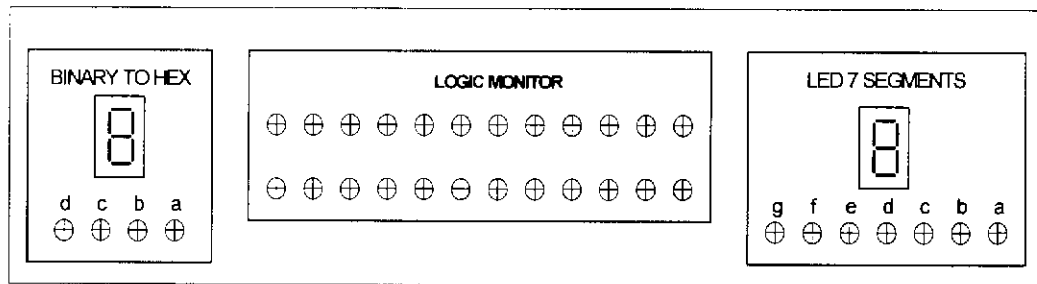 BINARY TO HEX
d c b a
LOGIC MONITOR
LED 7 SEGMENTS
g f e d c b a